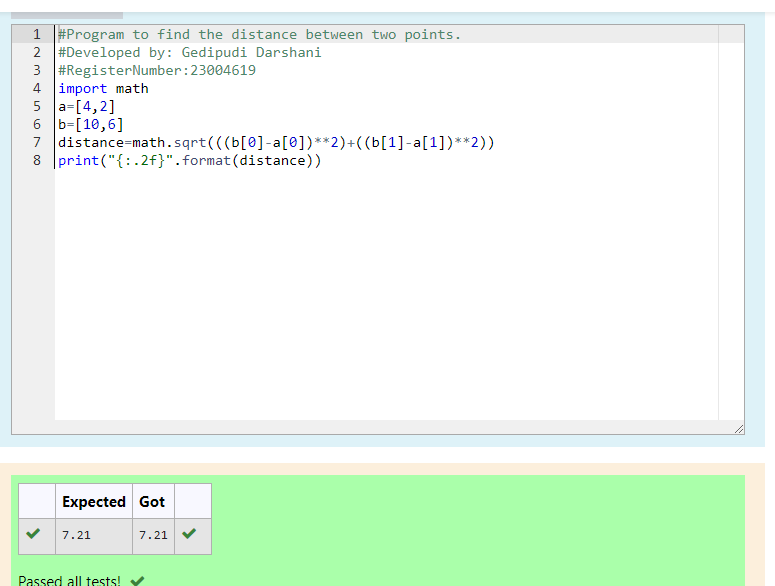 1 #Program to find the distance between two points.
2 #Developed by: Gedipudi Darshani
3 #RegisterNumber:23004619
4 import math
5 a=[4,2]
6 b=[10,6]
7 distance=math.sqrt(((b[0]-a[0])**2)+((b[1]-a[1])**2))
8 print("{:.2f}".format(distance))
Expected Got
7.21 7.21
Passed all tests!